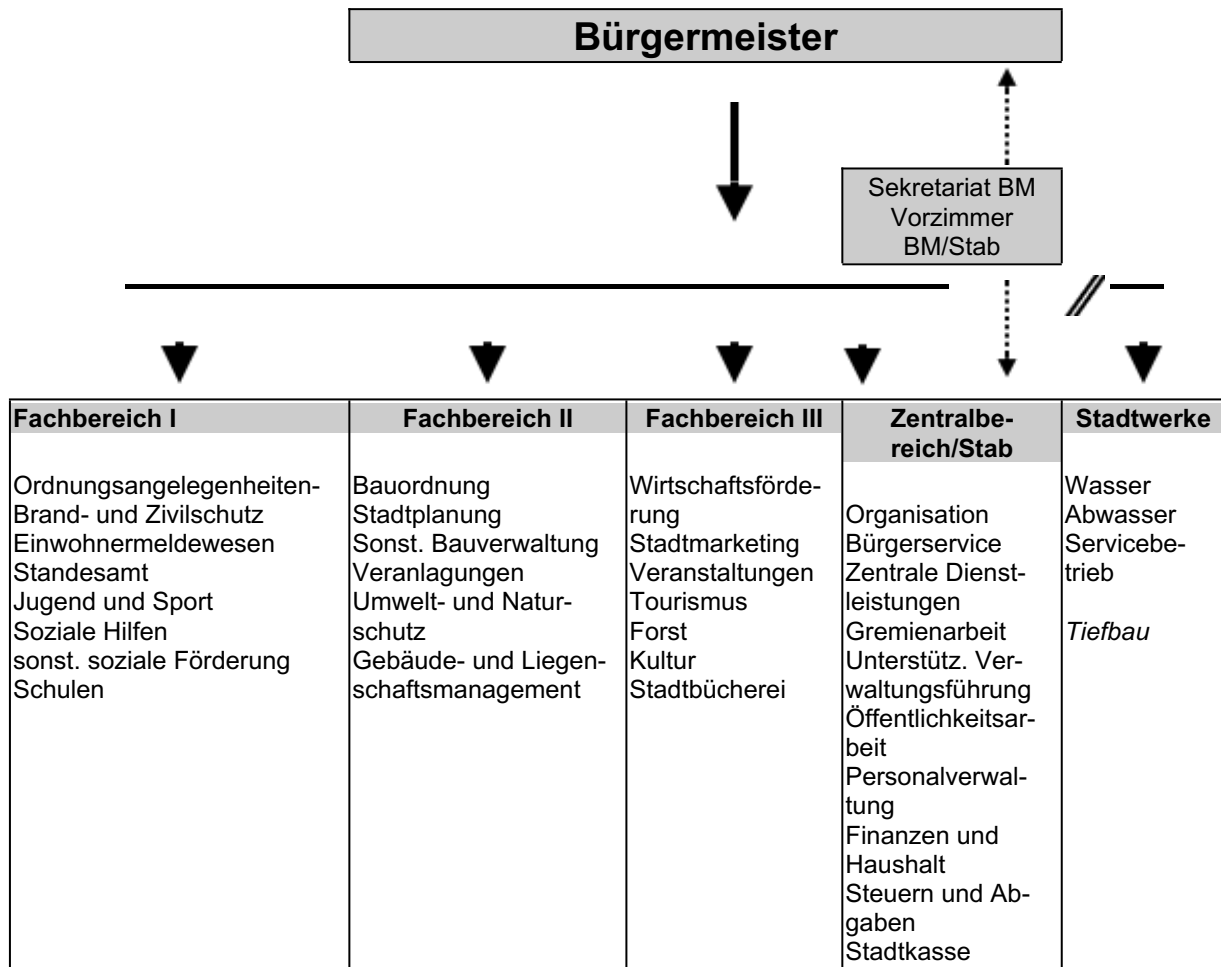 Bürgermeister
Sekretariat BM
Vorzimmer
BM/Stab
Fachbereich I
Ordnungsangelegenheiten-
Brand- und Zivilschutz
Einwohnermeldewesen
Standesamt
Jugend und Sport
Soziale Hilfen
sonst. soziale Förderung
Schulen
Fachbereich II
Bauordnung
Stadtplanung
Sonst. Bauverwaltung
Veranlagungen
Umwelt- und Natur-
schutz
Gebäude- und Liegen-
schaftsmanagement
Fachbereich III
Wirtschaftsförde-
rung
Stadtmarketing
Veranstaltungen
Tourismus
Forst
Kultur
Stadtbücherei
Zentralbe-
reich/Stab
Organisation
Bürgerservice
Zentrale Dienst-
leistungen
Gremienarbeit
Unterstütz. Ver-
waltungsführung
Öffentlichkeitsar-
beit
Personalverwal-
tung
Finanzen und
Haushalt
Steuern und Ab-
gaben
Stadtkasse
Stadtwerke
Wasser
Abwasser
Servicebe-
trieb
Tiefbau